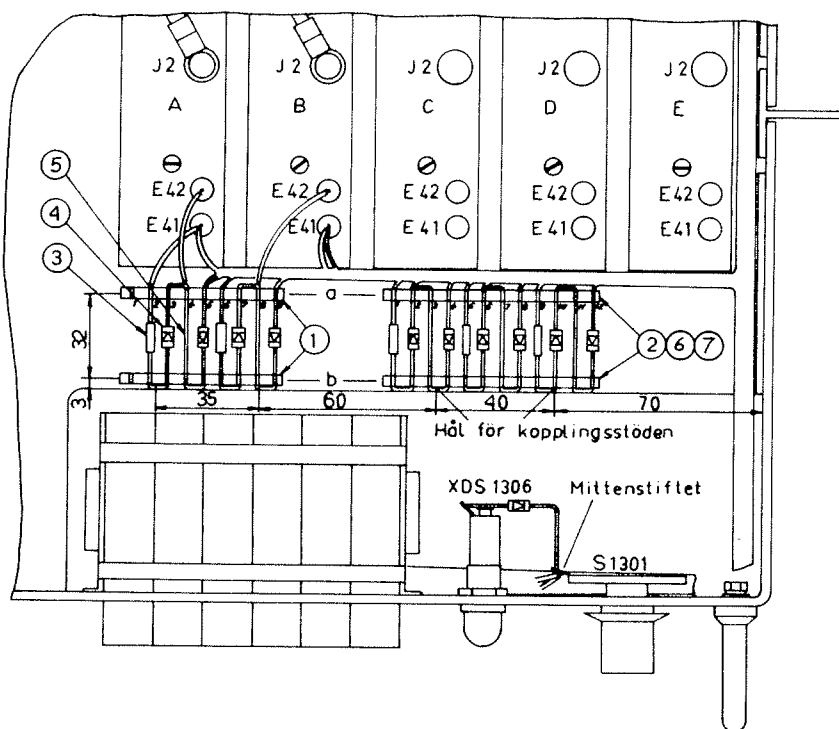 J2 J2 J2 J2 J2
A B C D E
5 E42 E42 E42 E42 E42
4 E41 E41 E41 E41 E41
3
a
32
1 2 6 7
b
3
35 60 40 70
Hål för kopplingsstöden
XDS 1306 Mittenstiftet
S1301